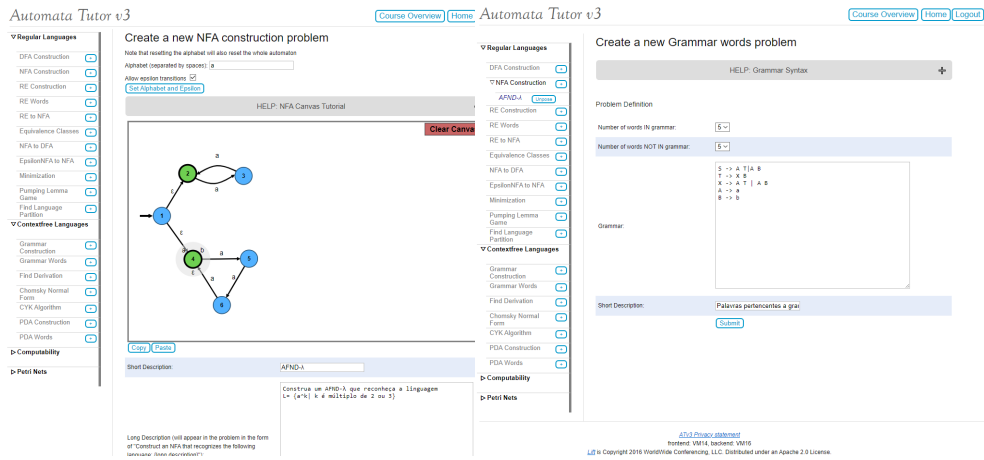 Automata Tutor v3
Course Overview
Home
▽ Regular Languages
DFA Construction +
NFA Construction +
RE Construction +
RE Words +
RE to NFA +
Equivalence Classes +
NFA to DFA +
EpsilonNFA to NFA +
Minimization +
Pumping Lemma
Game +
Find Language
Partition +
▽ Contextfree Languages
Grammar
Construction +
Grammar Words +
Find Derivation +
Chomsky Normal
Form +
CYK Algorithm +
PDA Construction +
PDA Words +
▷ Computability
▷ Petri Nets
Create a new NFA construction problem
Note that resetting the alphabet will also reset the whole automaton
Alphabet (separated by spaces): a
Allow epsilon transitions
Set Alphabet and Epsilon
HELP: NFA Canvas Tutorial
Clear Canva
a
2
3
a
ε
1
ε
a
b
4
a
5
ε
a
a
6
Copy Paste
Short Description: AFND-λ
Construa um AFND-λ que reconheça a linguagem
L= {a^k| k é múltiplo de 2 ou 3}
Long Description (will appear in the problem in the form
of "Construct an NFA that recognizes the following
language: [long description]"):
Automata Tutor v3
Course Overview Home Logout
▽ Regular Languages
DFA Construction +
▽ NFA Construction +
AFND-λ Unpose
RE Construction +
RE Words +
RE to NFA +
Equivalence Classes +
NFA to DFA +
EpsilonNFA to NFA +
Minimization +
Pumping Lemma
Game +
Find Language
Partition +
▽ Contextfree Languages
Grammar
Construction +
Grammar Words +
Find Derivation +
Chomsky Normal
Form +
CYK Algorithm +
PDA Construction +
PDA Words +
▷ Computability
▷ Petri Nets
Create a new Grammar words problem
HELP: Grammar Syntax +
Problem Definition
Number of words IN grammar: 5
Number of words NOT IN grammar: 5
Grammar:
S -> A T|A B
T -> X B
X -> A T | A B
A -> a
B -> b
Short Description: Palavras pertencentes a gra
Submit
ATv3 Privacy statement
frontend: VM14, backend: VM16
Lift is Copyright 2016 WorldWide Conferencing, LLC. Distributed under an Apache 2.0 License.